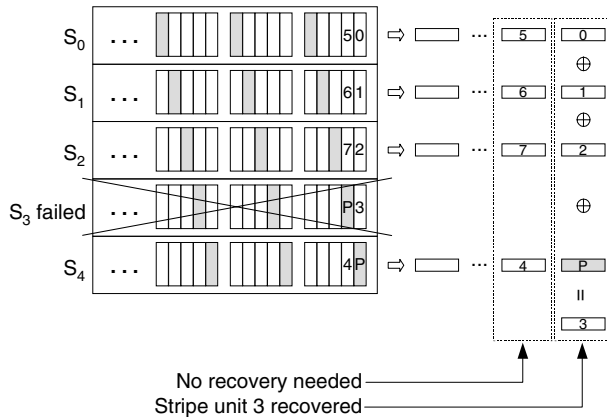 S0 ... 50 ... 5 0
⊕
S1 ... 61 ... 6 1
⊕
S2 ... 72 ... 7 2
S3 failed ... P3 ⊕
S4 ... 4P ... 4 P
=
3
No recovery needed
Stripe unit 3 recovered